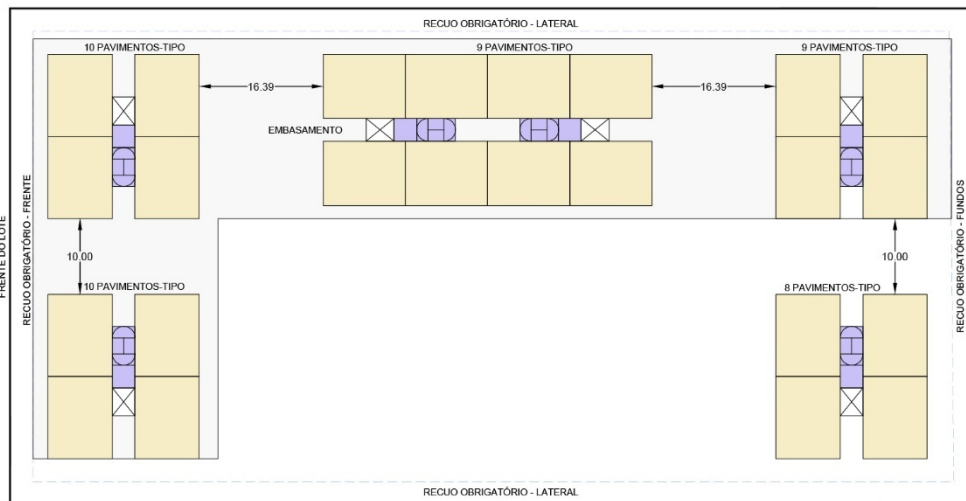 RECUO OBRIGATÓRIO - LATERAL
10 PAVIMENTOS-TIPO
9 PAVIMENTOS-TIPO
9 PAVIMENTOS-TIPO
16.39
16.39
EMBASAMENTO
FRENTE DO LOTE
RECUO OBRIGATÓRIO - FRENTE
RECUO OBRIGATÓRIO - FUNDOS
10.00
10.00
10 PAVIMENTOS-TIPO
8 PAVIMENTOS-TIPO
RECUO OBRIGATÓRIO - LATERAL